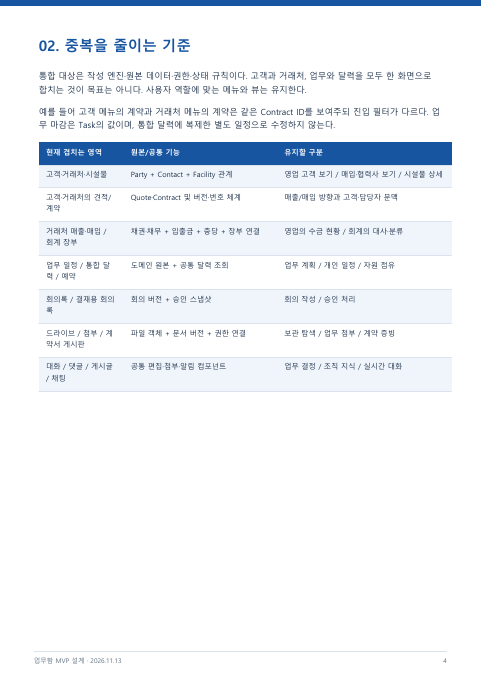 02. 중복을 줄이는 기준
통합 대상은 작성 엔진·원본 데이터·권한·상태 규칙이다. 고객과 거래처, 업무와 달력을 모두 한 화면으로
합치는 것이 목표는 아니다. 사용자 역할에 맞는 메뉴와 뷰는 유지한다.
예를 들어 고객 메뉴의 계약과 거래처 메뉴의 계약은 같은 Contract ID를 보여주되 진입 필터가 다르다. 업
무 마감은 Task의 값이며, 통합 달력에 복제한 별도 일정으로 수정하지 않는다.
현재 겹치는 영역 원본/공통 기능 유지할 구분
고객·거래처·시설물 Party + Contact + Facility 관계 영업 고객 보기 / 매입·협력사 보기 / 시설물 상세
고객·거래처의 견적/ Quote·Contract 및 버전·번호 체계 매출/매입 방향과 고객·담당자 문맥
계약
거래처 매출·매입 / 채권·채무 + 입출금 + 충당 + 장부 연결 영업의 수금 현황 / 회계의 대사·분류
회계 장부
업무 일정 / 통합 달 도메인 원본 + 공통 달력 조회 업무 계획 / 개인 일정 / 자원 점유
력 / 예약
회의록 / 결재용 회의 회의 버전 + 승인 스냅샷 회의 작성 / 승인 처리
록
드라이브 / 첨부 / 계 파일 객체 + 문서 버전 + 권한 연결 보관 탐색 / 업무 첨부 / 계약 증빙
약서 게시판
대화 / 댓글 / 게시글 공통 편집·첨부·알림 컴포넌트 업무 결정 / 조직 지식 / 실시간 대화
/ 채팅
업무함 MVP 설계 · 2026.11.13 4